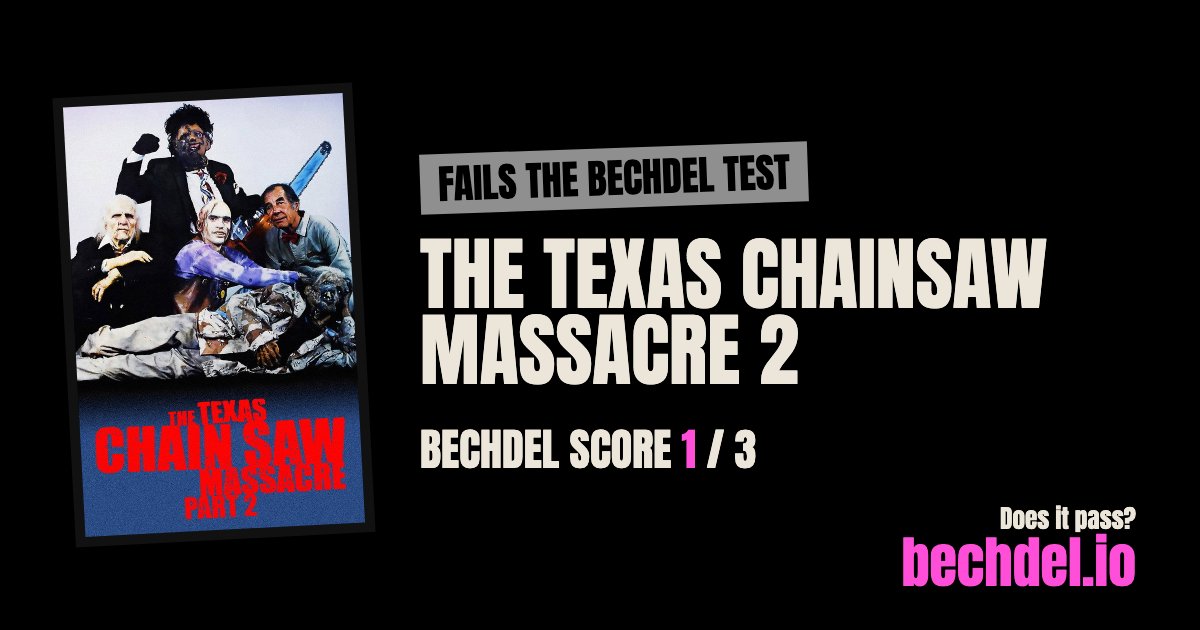 FAILS THE BECHDEL TEST
THE TEXAS CHAINSAW
MASSACRE 2
BECHDEL SCORE 1 / 3
THE TEXAS
CHAIN SAW
MASSACRE
PART 2
Does it pass?
bechdel.io